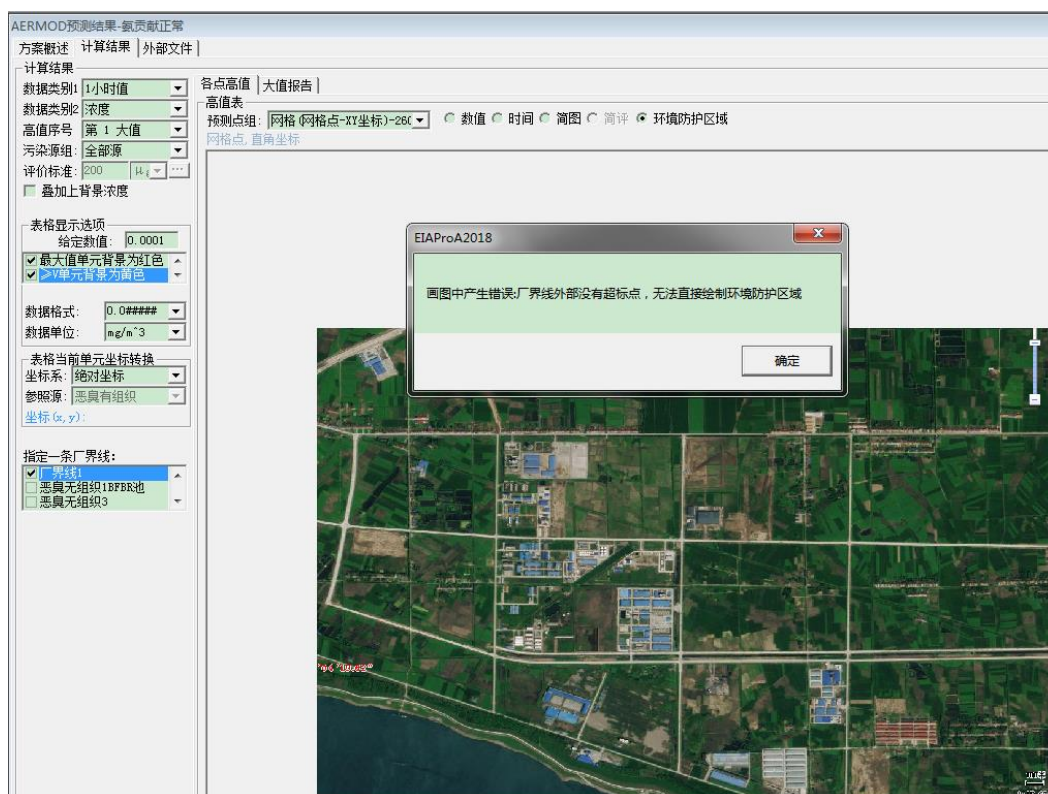 AERMOD预测结果-氨贡献正常
方案概述 计算结果 外部文件
计算结果
数据类别1 1小时值
数据类别2 浓度
高值序号 第 1 大值
污染源组: 全部源
评价标准: 200
叠加上背景浓度
表格显示选项
给定数值: 0.0001
最大值单元背景为红色
≥V单元背景为黄色
数据格式: 0.0#####
数据单位: mg/m^3
表格当前单元坐标转换
坐标系: 绝对坐标
参照源: 恶臭有组织
坐标(x,y):
指定一条厂界线:
厂界线1
恶臭无组织1BFBR池
恶臭无组织3
各点高值 大值报告
高值表
预测点组: 网格(网格点-XY坐标)-260 数值 时间 简图 简评 环境防护区域
网格点,直角坐标
EIAProA2018
画图中产生错误:厂界线外部没有超标点，无法直接绘制环境防护区域
确定